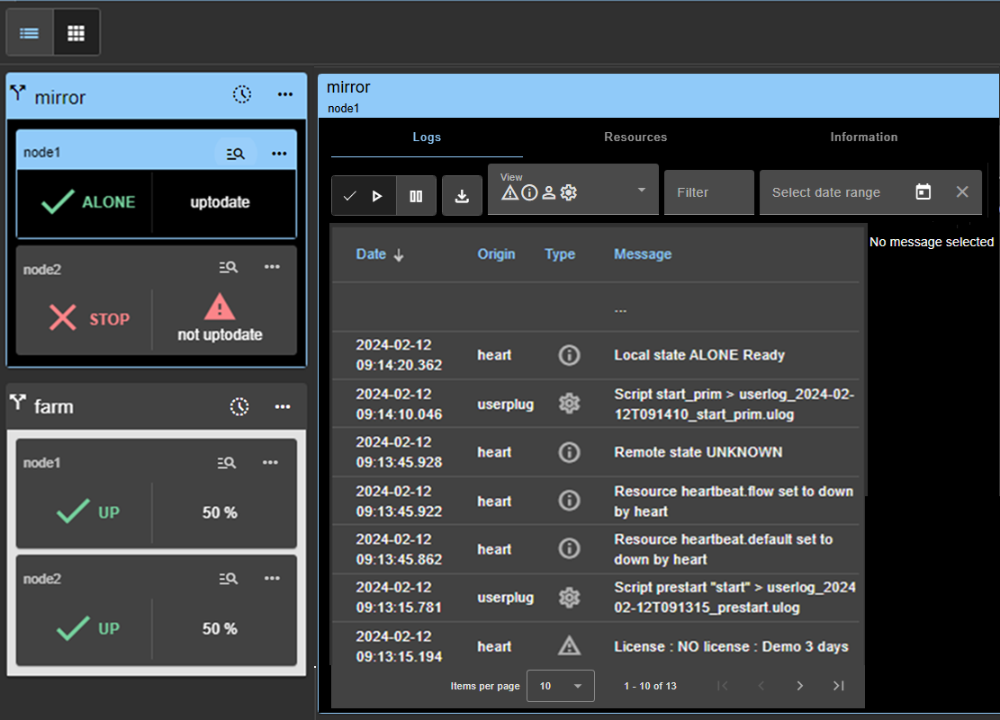 mirror
node1
ALONE
uptodate
node2
STOP
not uptodate
farm
node1
UP
50 %
node2
UP
50 %
mirror
node1
Logs
Resources
Information
View
Filter
Select date range
Date
Origin
Type
Message
No message selected
...
2024-02-12
09:14:20.362
heart
Local state ALONE Ready
2024-02-12
09:14:10.046
userplug
Script start_prim > userlog_2024-02-
12T091410_start_prim.ulog
2024-02-12
09:13:45.928
heart
Remote state UNKNOWN
2024-02-12
09:13:45.922
heart
Resource heartbeat.flow set to down
by heart
2024-02-12
09:13:45.862
heart
Resource heartbeat.default set to
down by heart
2024-02-12
09:13:15.781
userplug
Script prestart "start" > userlog_2024
02-12T091315_prestart.ulog
2024-02-12
09:13:15.194
heart
License : NO license : Demo 3 days
Items per page
10
1 - 10 of 13